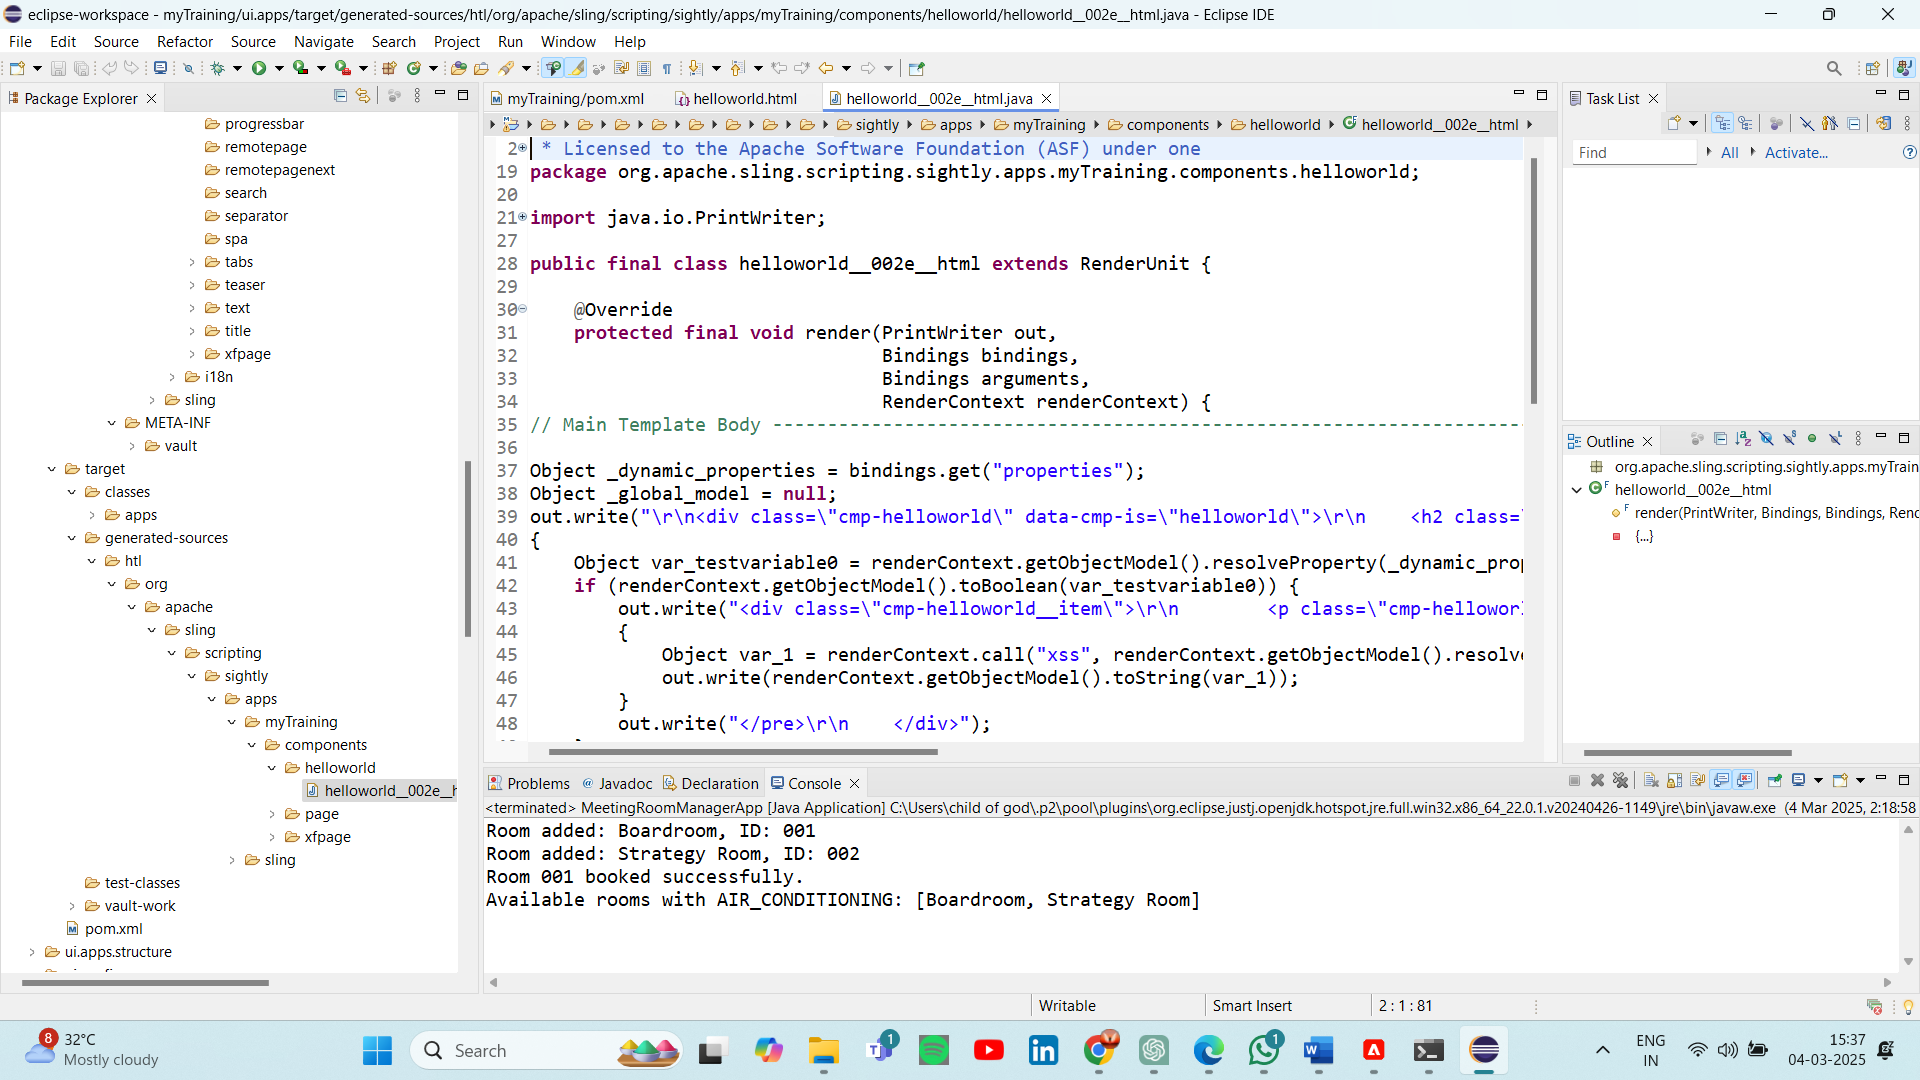 eclipse-workspace - myTraining/ui.apps/target/generated-sources/htl/org/apache/sling/scripting/sightly/apps/myTraining/components/helloworld/helloworld__002e__html.java - Eclipse IDE
File Edit Source Refactor Source Navigate Search Project Run Window Help
Package Explorer
progressbar
remotepage
remotepagenext
search
separator
spa
tabs
teaser
text
title
xfpage
i18n
sling
META-INF
vault
target
classes
apps
generated-sources
htl
org
apache
sling
scripting
sightly
apps
myTraining
components
helloworld
helloworld__002e__h
page
xfpage
sling
test-classes
vault-work
pom.xml
ui.apps.structure
myTraining/pom.xml helloworld.html helloworld__002e__html.java
sightly apps myTraining components helloworld helloworld__002e__html
2 * Licensed to the Apache Software Foundation (ASF) under one
19 package org.apache.sling.scripting.sightly.apps.myTraining.components.helloworld;
20
21 import java.io.PrintWriter;
27
28 public final class helloworld__002e__html extends RenderUnit {
29
30 @Override
31 protected final void render(PrintWriter out,
32 Bindings bindings,
33 Bindings arguments,
34 RenderContext renderContext) {
35 // Main Template Body ---------------------------------------------------------------------
36
37 Object _dynamic_properties = bindings.get("properties");
38 Object _global_model = null;
39 out.write("\r\n<div class=\"cmp-helloworld\" data-cmp-is=\"helloworld\">\r\n    <h2 class=\
40 {
41 Object var_testvariable0 = renderContext.getObjectModel().resolveProperty(_dynamic_prop
42 if (renderContext.getObjectModel().toBoolean(var_testvariable0)) {
43 out.write("<div class=\"cmp-helloworld__item\">\r\n        <p class=\"cmp-hellowor
44 {
45 Object var_1 = renderContext.call("xss", renderContext.getObjectModel().resolve
46 out.write(renderContext.getObjectModel().toString(var_1));
47 }
48 out.write("</pre>\r\n    </div>");
Task List
Find All Activate...
Outline
org.apache.sling.scripting.sightly.apps.myTrain
helloworld__002e__html
render(PrintWriter, Bindings, Bindings, Rend
{...}
Problems Javadoc Declaration Console
<terminated> MeetingRoomManagerApp [Java Application] C:\Users\child of god\.p2\pool\plugins\org.eclipse.justj.openjdk.hotspot.jre.full.win32.x86_64_22.0.1.v20240426-1149\jre\bin\javaw.exe (4 Mar 2025, 2:18:58
Room added: Boardroom, ID: 001
Room added: Strategy Room, ID: 002
Room 001 booked successfully.
Available rooms with AIR_CONDITIONING: [Boardroom, Strategy Room]
Writable Smart Insert 2 : 1 : 81
8 32°C
Mostly cloudy
Search
1
1
ENG
IN
15:37
04-03-2025